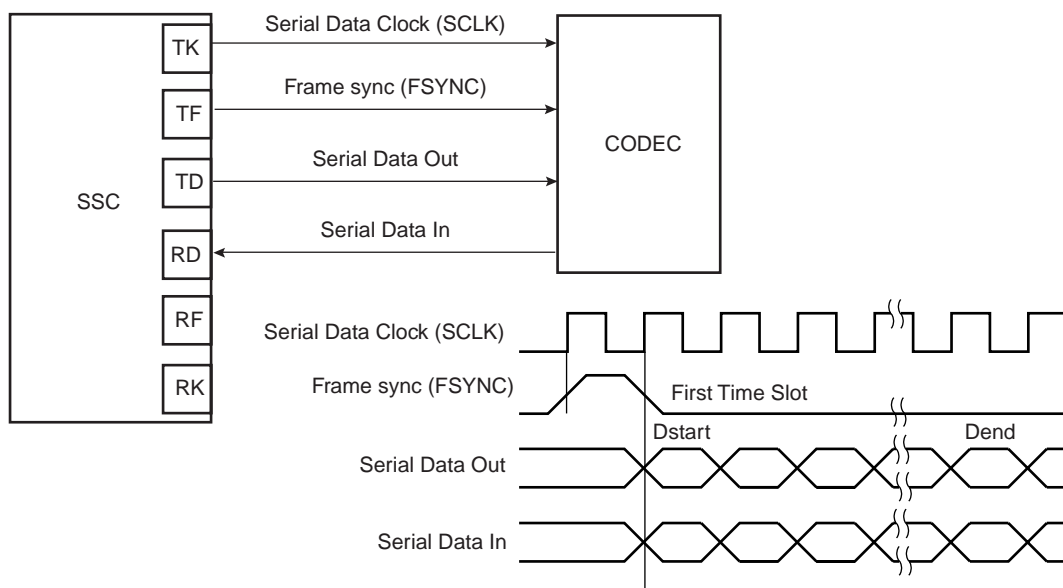 Serial Data Clock (SCLK)
TK
Frame sync (FSYNC)
TF
CODEC
Serial Data Out
TD
SSC
Serial Data In
RD
RF
Serial Data Clock (SCLK)
RK
Frame sync (FSYNC)
First Time Slot
Dstart
Dend
Serial Data Out
Serial Data In